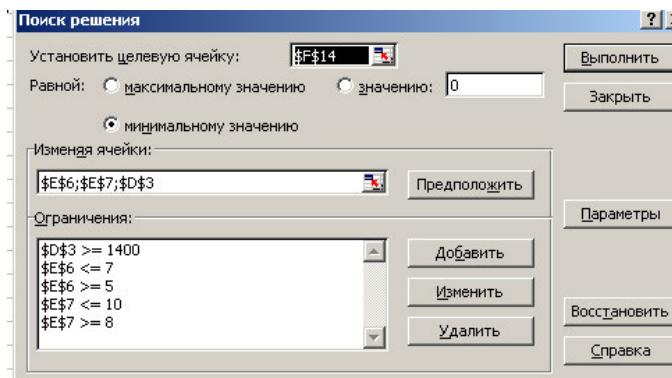 Поиск решения
Установить целевую ячейку: $F$14
Выполнить
Равной: максимальному значению значению: 0
Закрыть
минимальному значению
Изменяя ячейки:
$E$6;$E$7;$D$3
Предположить
Ограничения:
Параметры
$D$3 >= 1400
$E$6 <= 7
$E$6 >= 5
$E$7 <= 10
$E$7 >= 8
Добавить
Изменить
Удалить
Восстановить
Справка